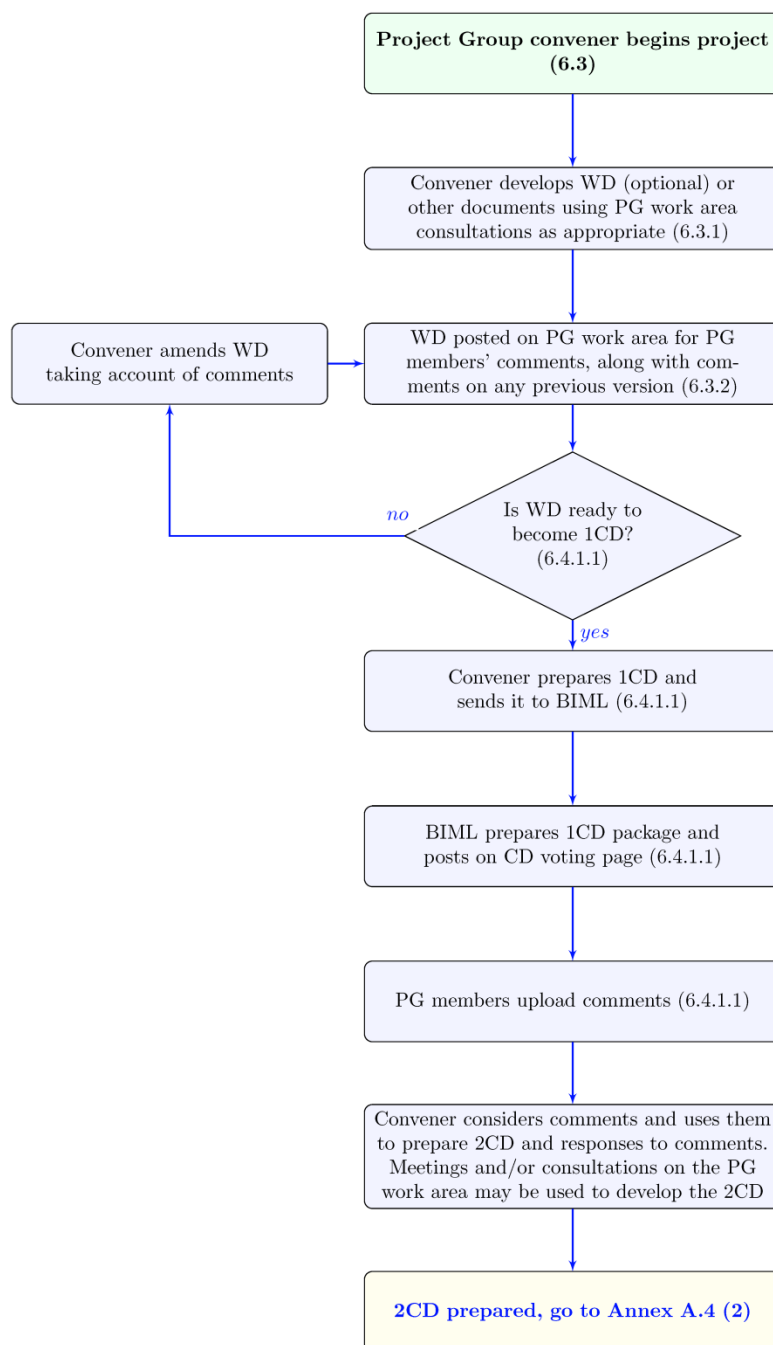 Project Group convener begins project
(6.3)
Convener develops WD (optional) or
other documents using PG work area
consultations as appropriate (6.3.1)
Convener amends WD
taking account of comments
WD posted on PG work area for PG
members' comments, along with com-
ments on any previous version (6.3.2)
no
Is WD ready to
become 1CD?
(6.4.1.1)
yes
Convener prepares 1CD and
sends it to BIML (6.4.1.1)
BIML prepares 1CD package and
posts on CD voting page (6.4.1.1)
PG members upload comments (6.4.1.1)
Convener considers comments and uses them
to prepare 2CD and responses to comments.
Meetings and/or consultations on the PG
work area may be used to develop the 2CD
2CD prepared, go to Annex A.4 (2)